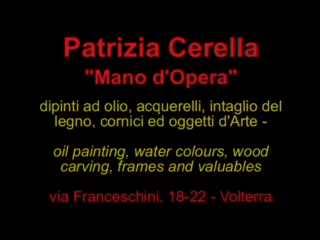 Patrizia Cerella
"Mano d'Opera"
dipinti ad olio, acquerelli, intaglio del
legno, cornici ed oggetti d'Arte -
oil painting, water colours, wood
carving, frames and valuables
via Franceschini, 18-22 - Volterra